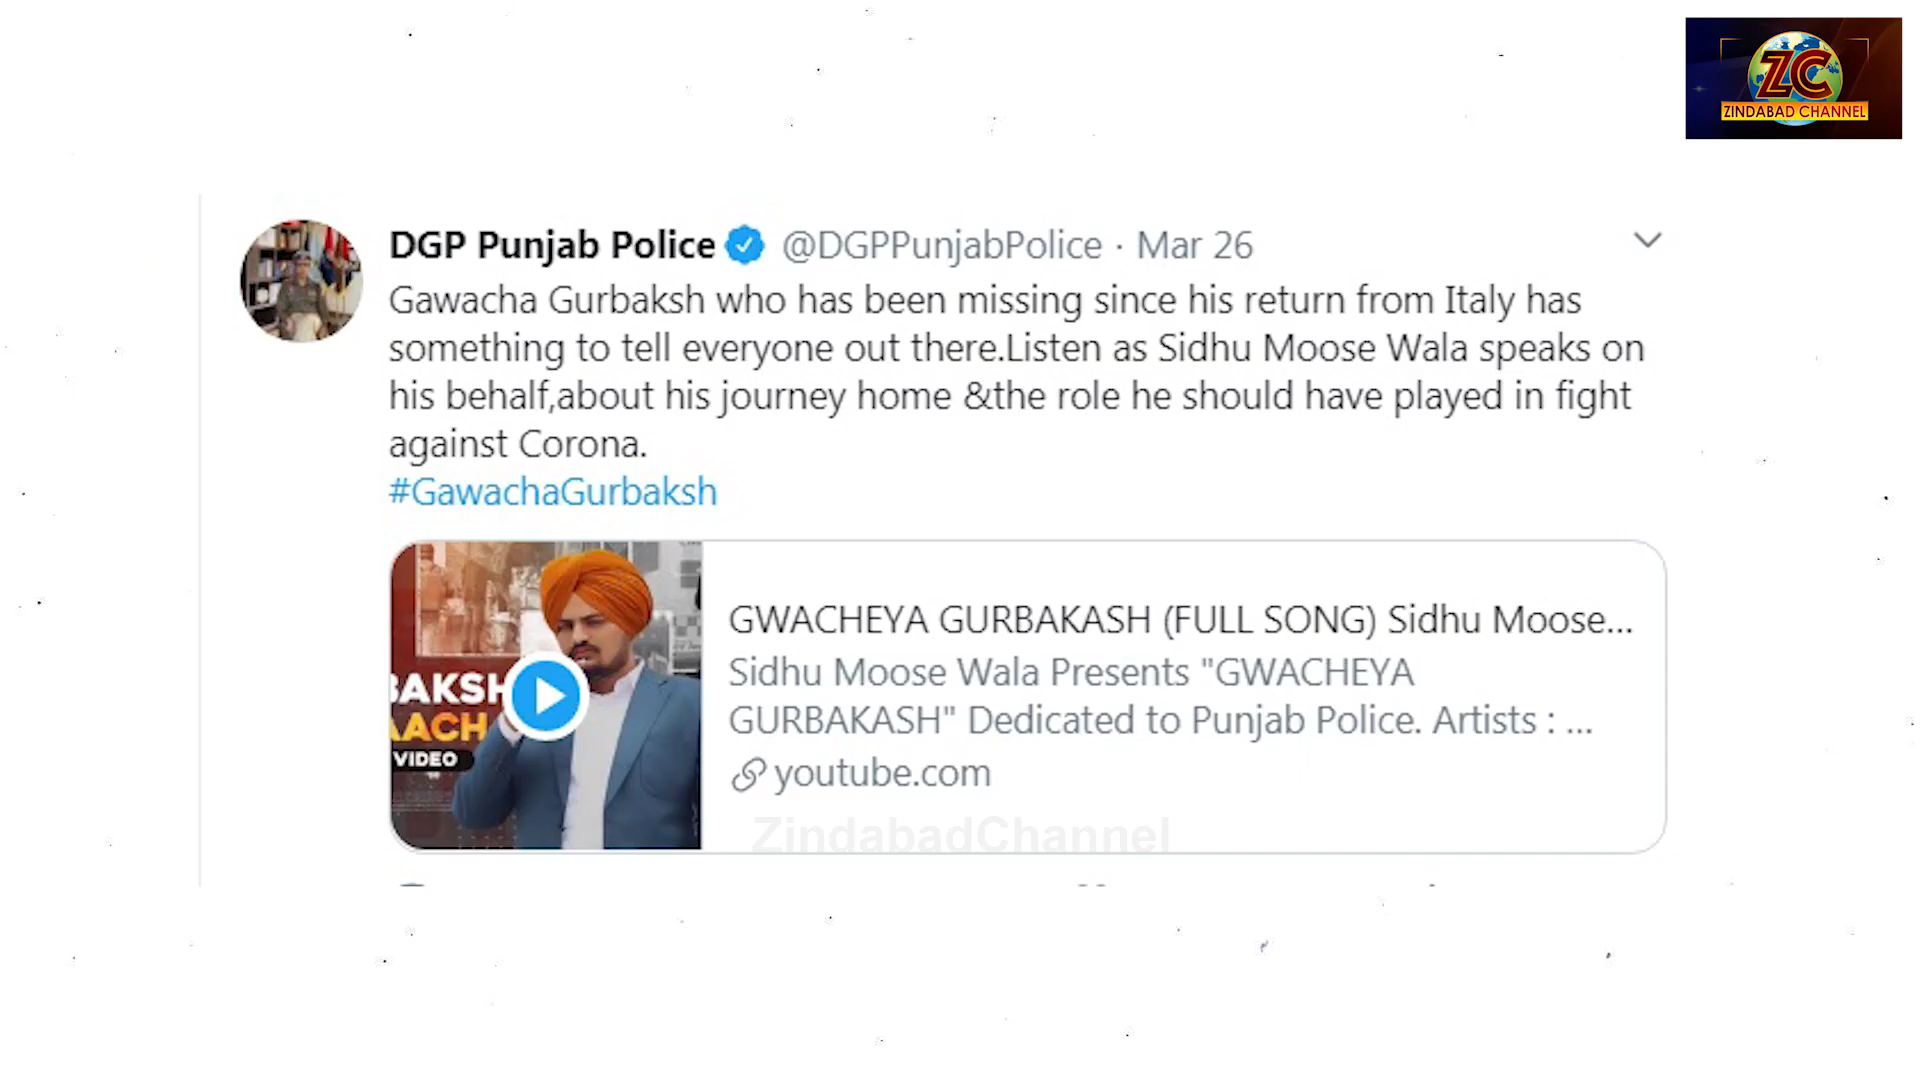 ZC
ZINDABAD CHANNEL
DGP Punjab Police @DGPPunjabPolice · Mar 26
Gawacha Gurbaksh who has been missing since his return from Italy has
something to tell everyone out there.Listen as Sidhu Moose Wala speaks on
his behalf,about his journey home &the role he should have played in fight
against Corona.
#GawachaGurbaksh
BAKSH
AACH
VIDEO
GWACHEYA GURBAKASH (FULL SONG) Sidhu Moose...
Sidhu Moose Wala Presents "GWACHEYA
GURBAKASH" Dedicated to Punjab Police. Artists : ...
youtube.com
ZindabadChannel